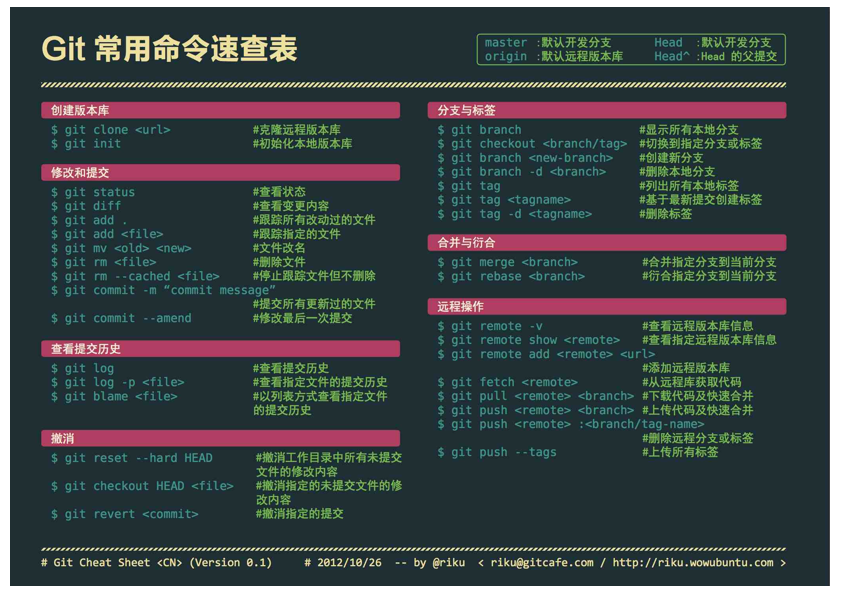 Git 常用命令速查表
master :默认开发分支 Head :默认开发分支
origin :默认远程版本库 Head^ :Head 的父提交
创建版本库
$ git clone <url> #克隆远程版本库
$ git init #初始化本地版本库
修改和提交
$ git status #查看状态
$ git diff #查看变更内容
$ git add . #跟踪所有改动过的文件
$ git add <file> #跟踪指定的文件
$ git mv <old> <new> #文件改名
$ git rm <file> #删除文件
$ git rm --cached <file> #停止跟踪文件但不删除
$ git commit -m “commit message”
#提交所有更新过的文件
$ git commit --amend #修改最后一次提交
查看提交历史
$ git log #查看提交历史
$ git log -p <file> #查看指定文件的提交历史
$ git blame <file> #以列表方式查看指定文件
的提交历史
撤消
$ git reset --hard HEAD #撤消工作目录中所有未提交
文件的修改内容
$ git checkout HEAD <file> #撤消指定的未提交文件的修
改内容
$ git revert <commit> #撤消指定的提交
分支与标签
$ git branch #显示所有本地分支
$ git checkout <branch/tag> #切换到指定分支或标签
$ git branch <new-branch> #创建新分支
$ git branch -d <branch> #删除本地分支
$ git tag #列出所有本地标签
$ git tag <tagname> #基于最新提交创建标签
$ git tag -d <tagname> #删除标签
合并与衍合
$ git merge <branch> #合并指定分支到当前分支
$ git rebase <branch> #衍合指定分支到当前分支
远程操作
$ git remote -v #查看远程版本库信息
$ git remote show <remote> #查看指定远程版本库信息
$ git remote add <remote> <url>
#添加远程版本库
$ git fetch <remote> #从远程库获取代码
$ git pull <remote> <branch> #下载代码及快速合并
$ git push <remote> <branch> #上传代码及快速合并
$ git push <remote> :<branch/tag-name>
#删除远程分支或标签
$ git push --tags #上传所有标签
# Git Cheat Sheet <CN> (Version 0.1) # 2012/10/26 -- by @riku < riku@gitcafe.com / http://riku.wowubuntu.com >